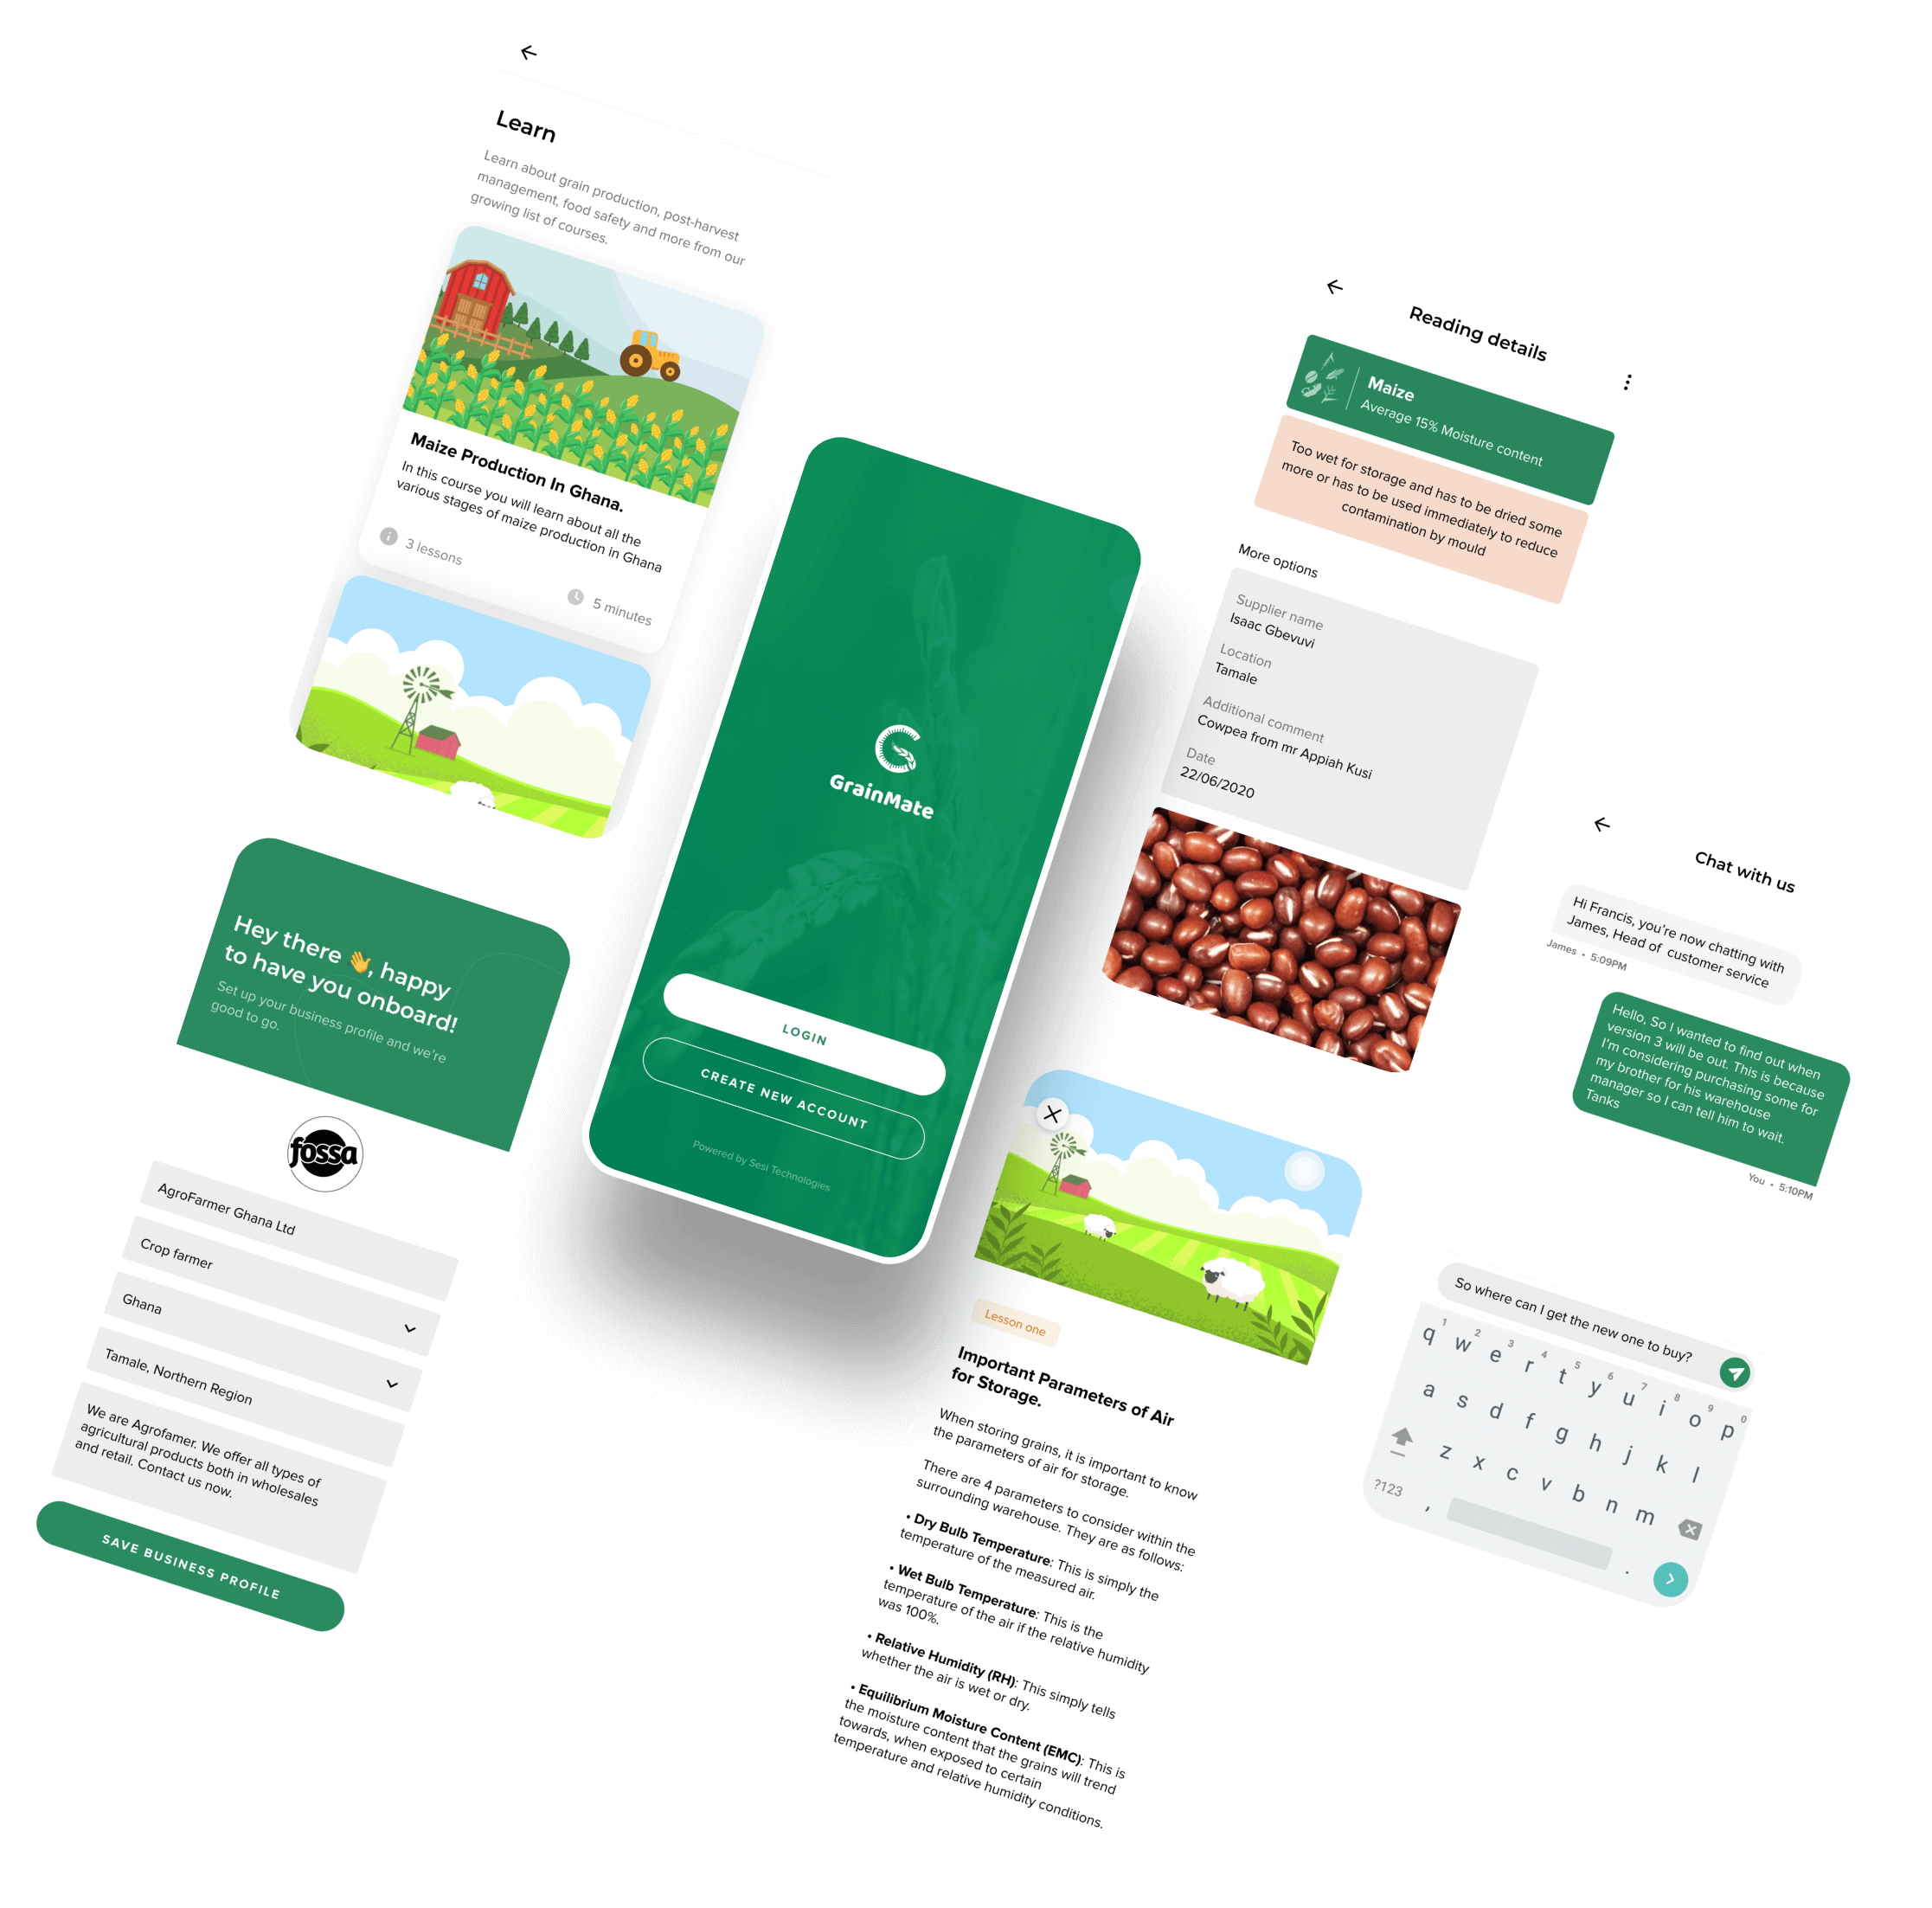 Learn
Learn about grain production, post-harvest
management, food safety and more from our
growing list of courses.
Maize Production In Ghana.
In this course you will learn about all the
various stages of maize production in Ghana
3 lessons
5 minutes
Hey there 👋, happy
to have you onboard!
Set up your business profile and we're
good to go.
fossa
AgroFarmer Ghana Ltd
Crop farmer
Ghana
Tamale, Northern Region
We are Agrofamer. We offer all types of
agricultural products both in wholesales
and retail. Contact us now.
SAVE BUSINESS PROFILE
GrainMate
LOGIN
CREATE NEW ACCOUNT
Powered by Sesi Technologies
Reading details
Maize
Average 15% Moisture content
Too wet for storage and has to be dried some
more or has to be used immediately to reduce
contamination by mould
More options
Supplier name
Isaac Gbevuvi
Location
Tamale
Additional comment
Cowpea from mr Appiah Kusi
Date
22/06/2020
Lesson one
Important Parameters of Air
for Storage.
When storing grains, it is important to know
the parameters of air for storage.
There are 4 parameters to consider within the
surrounding warehouse. They are as follows:
• Dry Bulb Temperature: This is simply the
temperature of the measured air.
• Wet Bulb Temperature: This is the
temperature of the air if the relative humidity
was 100%.
• Relative Humidity (RH): This simply tells
whether the air is wet or dry.
• Equilibrium Moisture Content (EMC): This is
the moisture content that the grains will trend
towards, when exposed to certain
temperature and relative humidity conditions.
Chat with us
Hi Francis, you're now chatting with
James, Head of customer service
James • 5:09PM
Hello, So I wanted to find out when
version 3 will be out. This is because
I'm considering purchasing some for
my brother for his warehouse
manager so I can tell him to wait.
Tanks
You • 5:10PM
So where can I get the new one to buy?
q 1 w 2 e 3 r 4 t 5 y 6 u 7 i 8 o 9 p 0
a s d f g h j k l
z x c v b n m
?123 , .